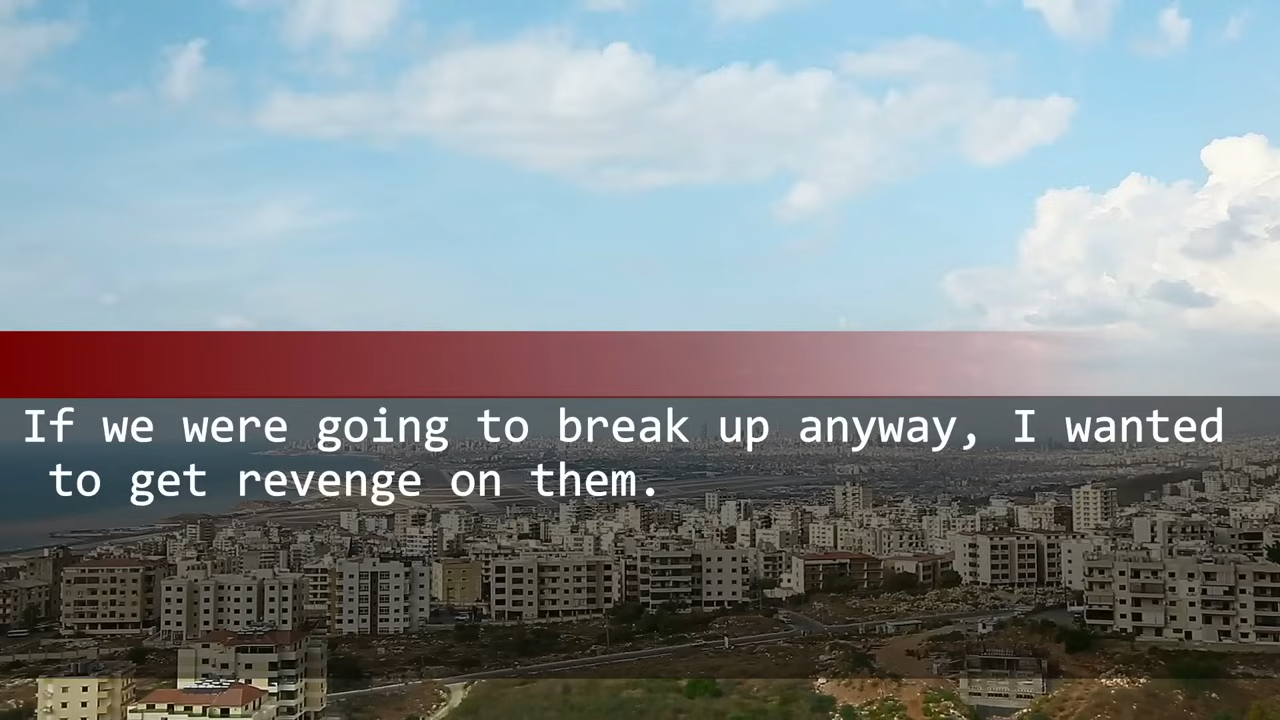 If we were going to break up anyway, I wanted
to get revenge on them.